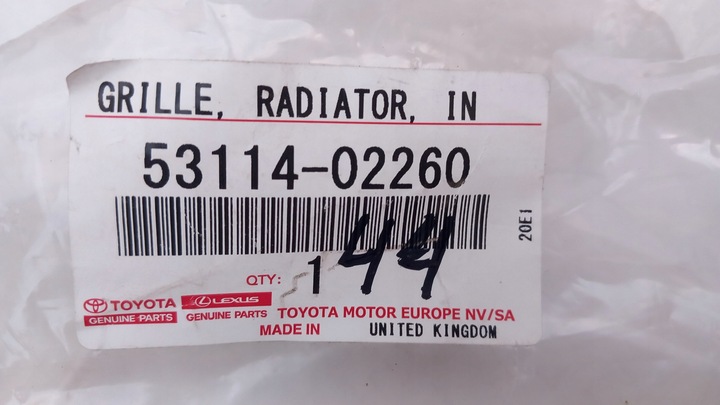 GRILLE, RADIATOR, IN
53114-02260
20EI
QTY: 1 44
TOYOTA
GENUINE PARTS
LEXUS
GENUINE PARTS
TOYOTA MOTOR EUROPE NV/SA
MADE IN UNITED KINGDOM